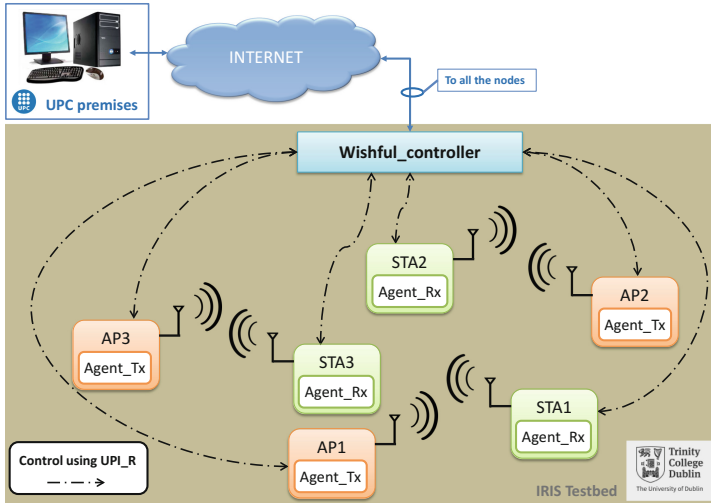 INTERNET
To all the nodes
UPC
UPC premises
Wishful_controller
STA2
Agent_Rx
AP2
Agent_Tx
AP3
Agent_Tx
STA3
Agent_Rx
STA1
Agent_Rx
AP1
Agent_Tx
Control using UPI_R
IRIS Testbed
Trinity
College
Dublin
The University of Dublin